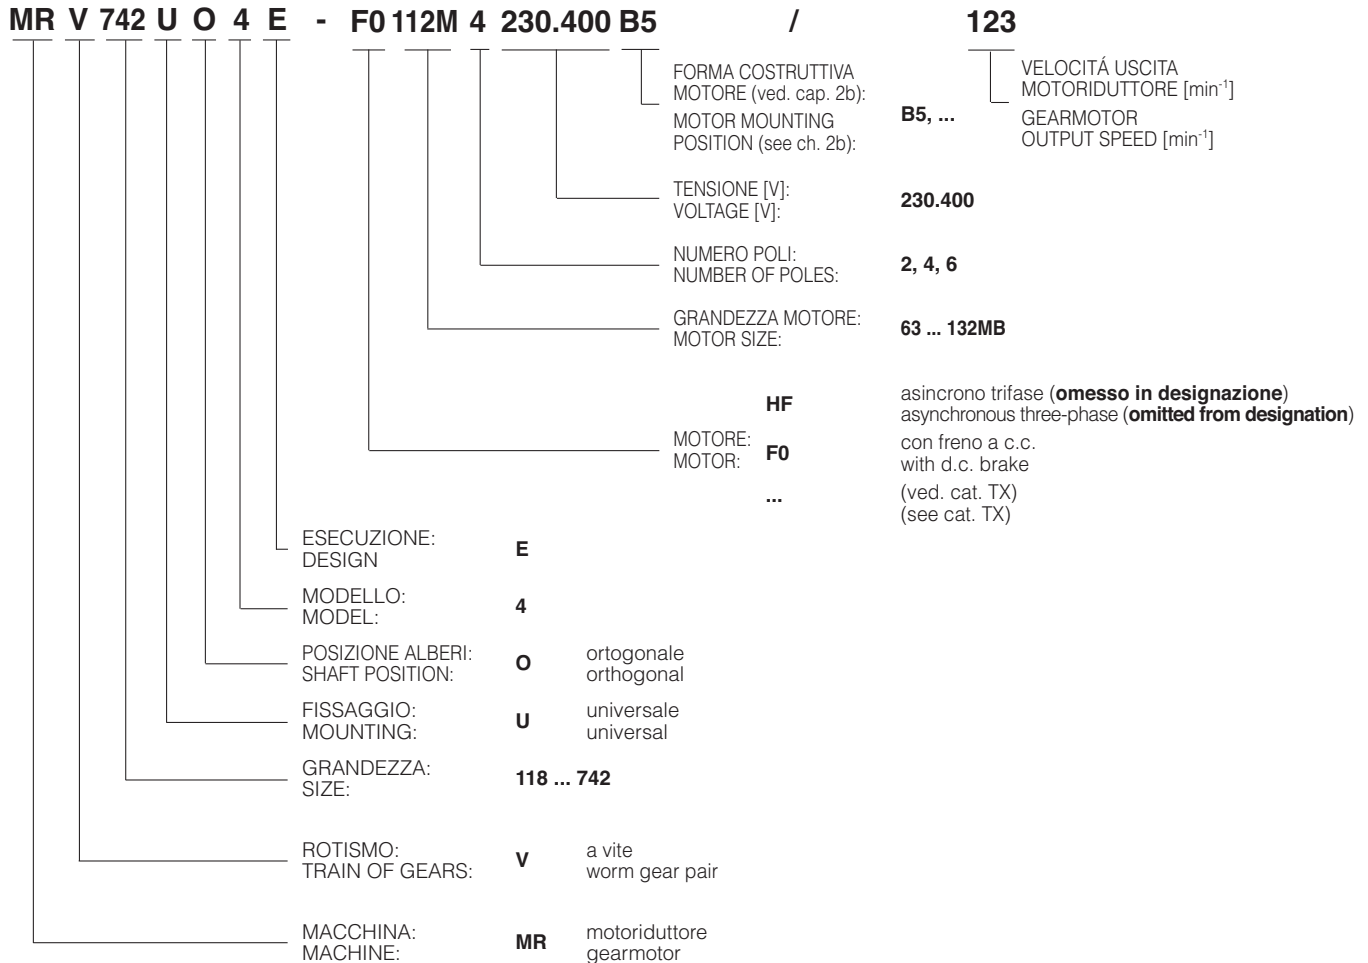 MR V 742 U O 4 E - F0 112M 4 230.400 B5 / 123
FORMA COSTRUTTIVA
MOTORE (ved. cap. 2b):
MOTOR MOUNTING
POSITION (see ch. 2b):
B5, ...
VELOCITÁ USCITA
MOTORIDUTTORE [min-1]
GEARMOTOR
OUTPUT SPEED [min-1]
TENSIONE [V]:
VOLTAGE [V]:
230.400
NUMERO POLI:
NUMBER OF POLES:
2, 4, 6
GRANDEZZA MOTORE:
MOTOR SIZE:
63 ... 132MB
MOTORE:
MOTOR:
HF
asincrono trifase (omesso in designazione)
asynchronous three-phase (omitted from designation)
F0
con freno a c.c.
with d.c. brake
...
(ved. cat. TX)
(see cat. TX)
ESECUZIONE:
DESIGN
E
MODELLO:
MODEL:
4
POSIZIONE ALBERI:
SHAFT POSITION:
O
ortogonale
orthogonal
FISSAGGIO:
MOUNTING:
U
universale
universal
GRANDEZZA:
SIZE:
118 ... 742
ROTISMO:
TRAIN OF GEARS:
V
a vite
worm gear pair
MACCHINA:
MACHINE:
MR
motoriduttore
gearmotor